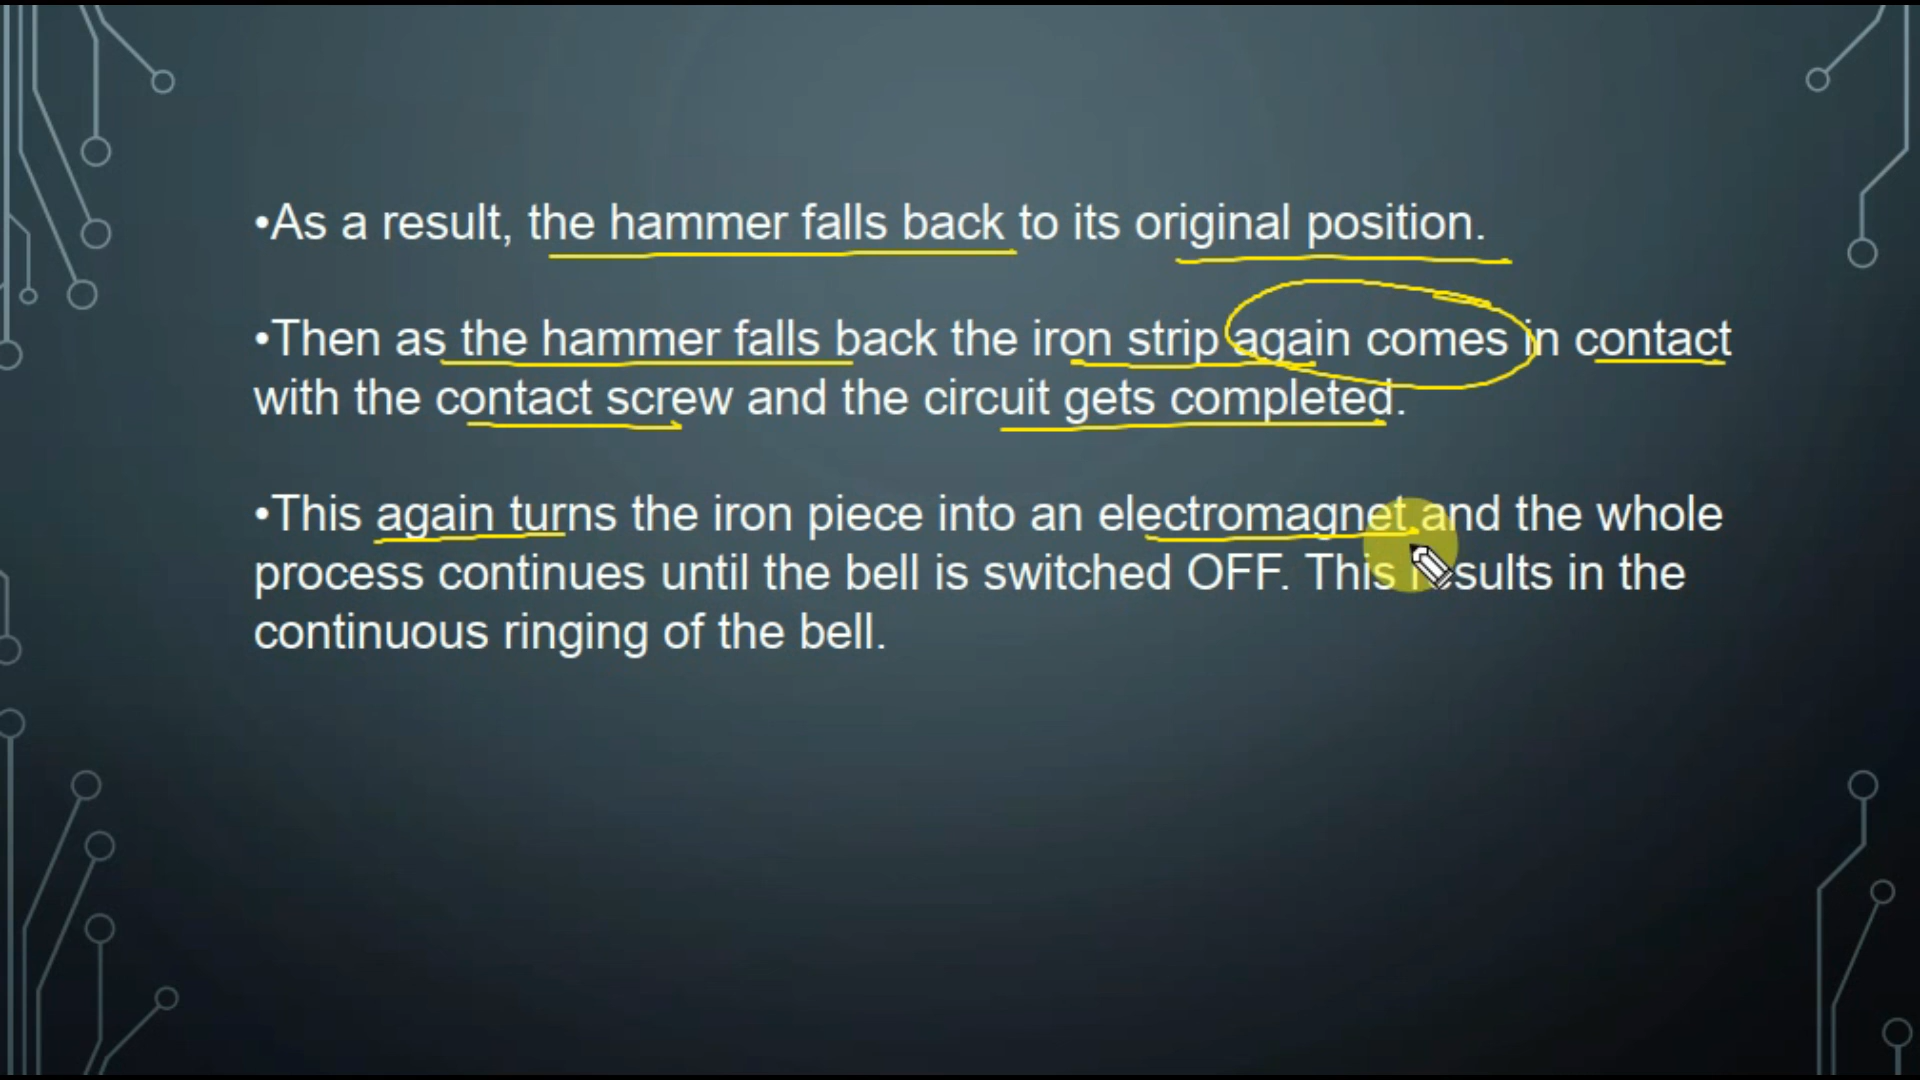 •As a result, the hammer falls back to its original position.
•Then as the hammer falls back the iron strip again comes in contact
with the contact screw and the circuit gets completed.
•This again turns the iron piece into an electromagnet and the whole
process continues until the bell is switched OFF. This results in the
continuous ringing of the bell.